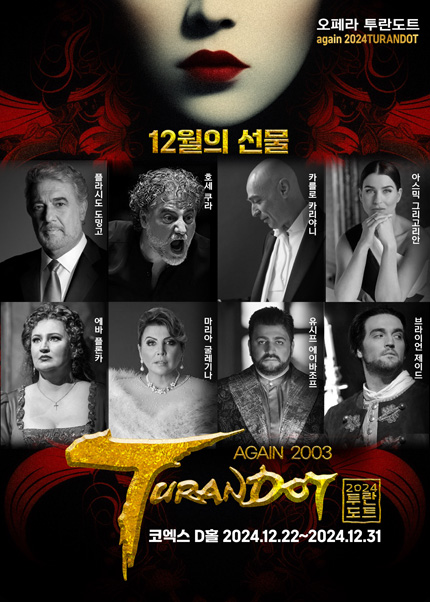 오페라 투란도트
again 2024TURANDOT
12월의 선물
플라시도 도밍고
호세 쿠라
카를로 카리야니
아스믹 그리고리안
에바 플론카
마리아 굴레기나
유시프 에이바조프
브라이언 제이드
AGAIN 2003
TURANDOT
2024
투란
도트
코엑스 D홀 2024.12.22~2024.12.31